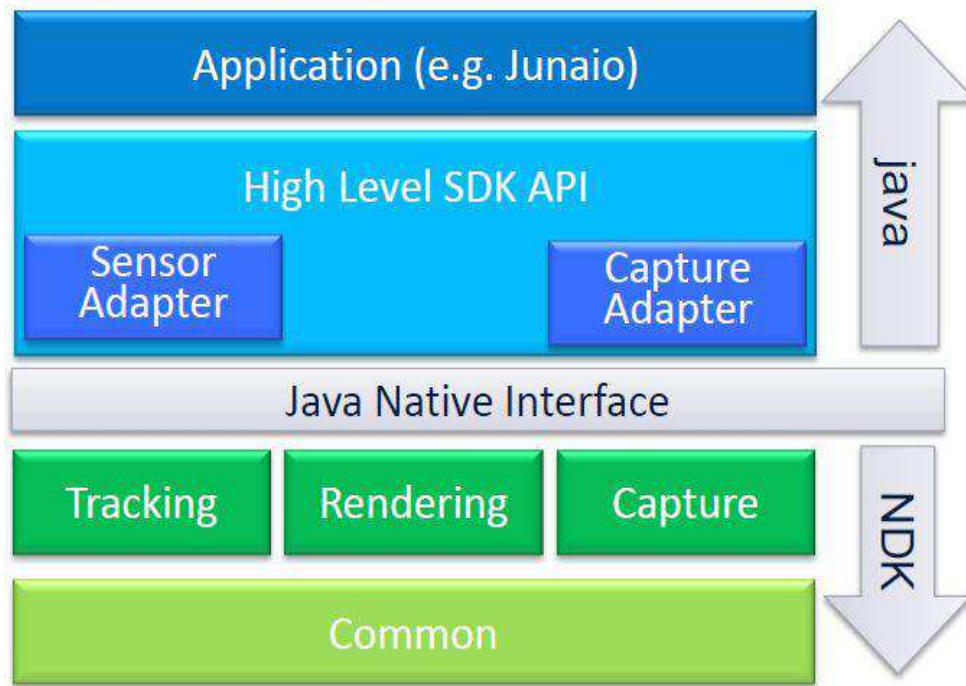 Application (e.g. Junaio)
High Level SDK API
Sensor
Adapter
Capture
Adapter
java
Java Native Interface
Tracking
Rendering
Capture
NDK
Common